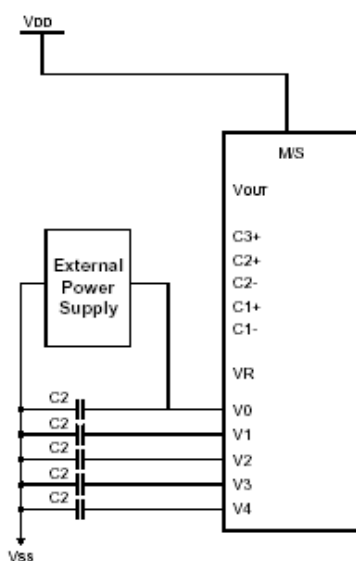 VDD
M/S
VOUT
C3+
C2+
C2-
C1+
C1-
VR
External
Power
Supply
C2
V0
C2
V1
C2
V2
C2
V3
C2
V4
Vss